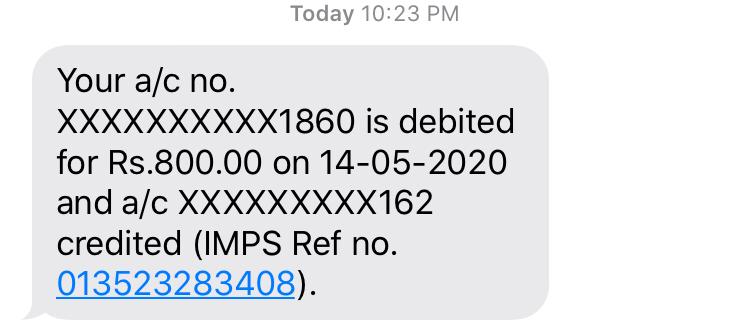 Today 10:23 PM
Your a/c no.
XXXXXXXXXX1860 is debited
for Rs.800.00 on 14-05-2020
and a/c XXXXXXXXX162
credited (IMPS Ref no.
013523283408).